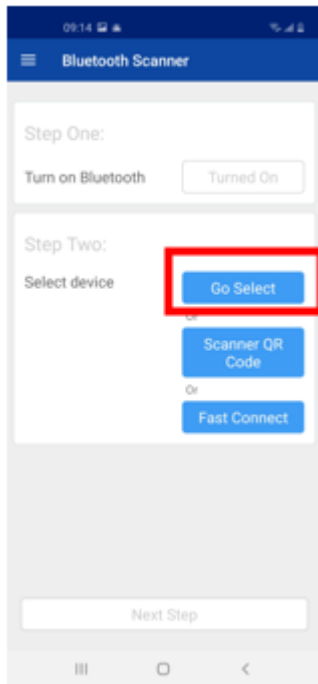 09:14
Bluetooth Scanner
Step One:
Turn on Bluetooth
Turned On
Step Two:
Select device
Go Select
Or
Scanner QR
Code
Or
Fast Connect
Next Step